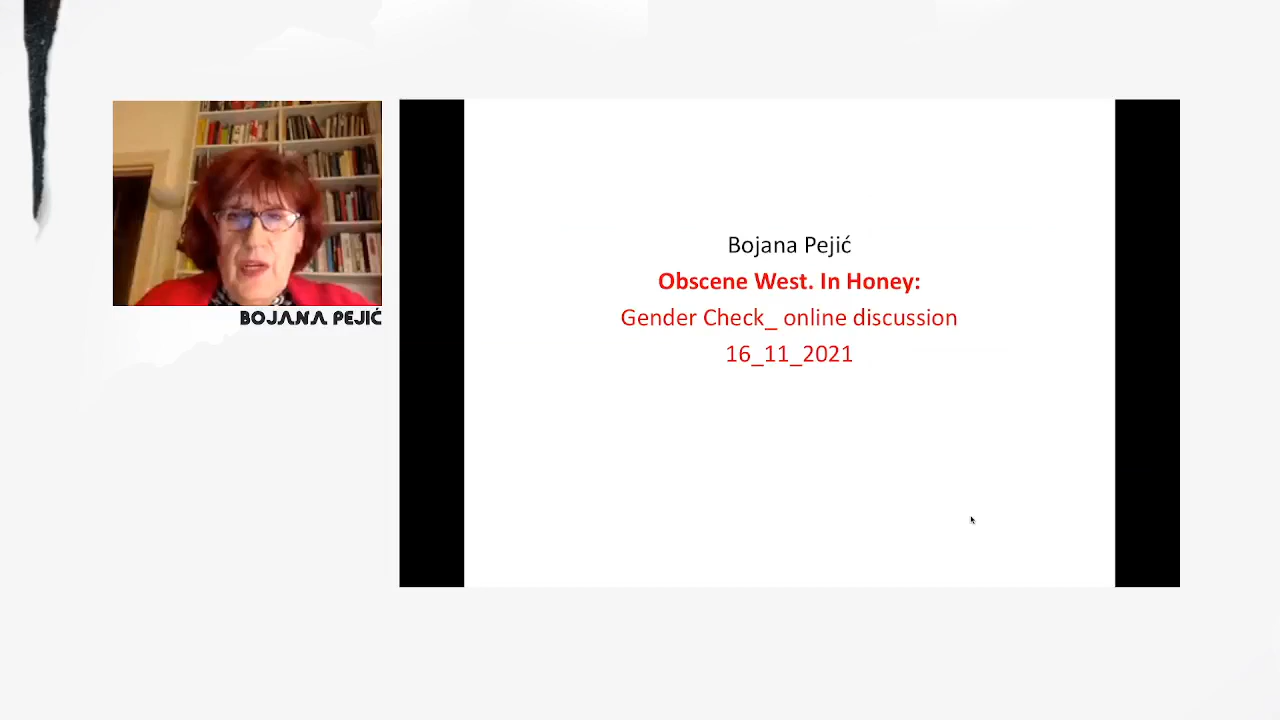 BOJANA PEJIĆ
Bojana Pejić
Obscene West. In Honey:
Gender Check_ online discussion
16_11_2021